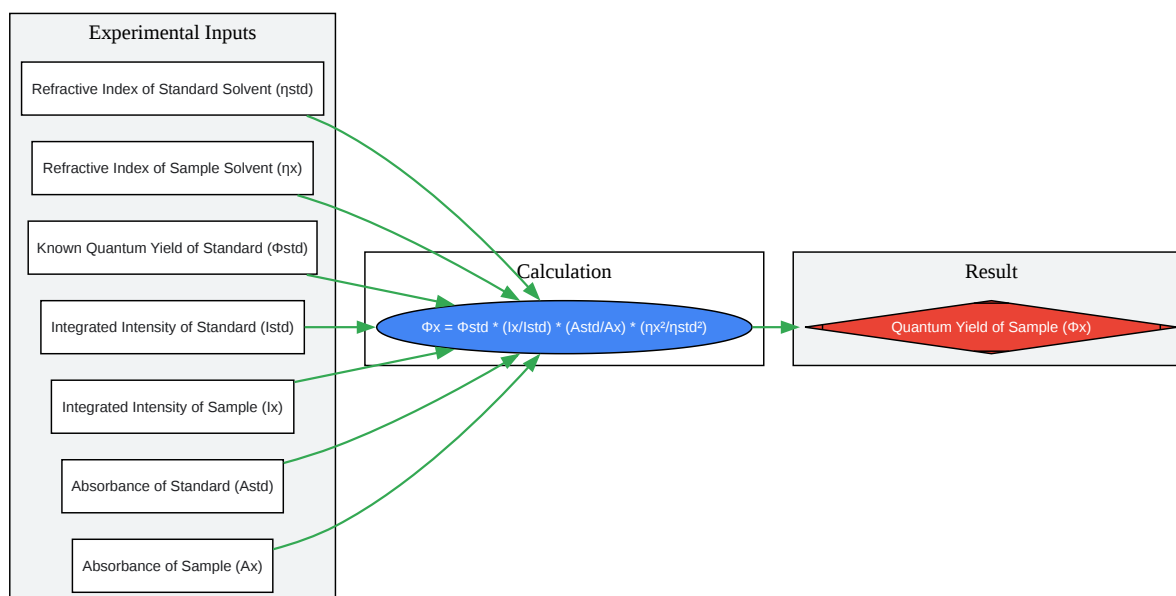 Experimental Inputs
Refractive Index of Standard Solvent (ηstd)
Refractive Index of Sample Solvent (ηx)
Known Quantum Yield of Standard (Φstd)
Integrated Intensity of Standard (Istd)
Integrated Intensity of Sample (Ix)
Absorbance of Standard (Astd)
Absorbance of Sample (Ax)
Calculation
Φx = Φstd * (Ix/Istd) * (Astd/Ax) * (ηx²/ηstd²)
Result
Quantum Yield of Sample (Φx)